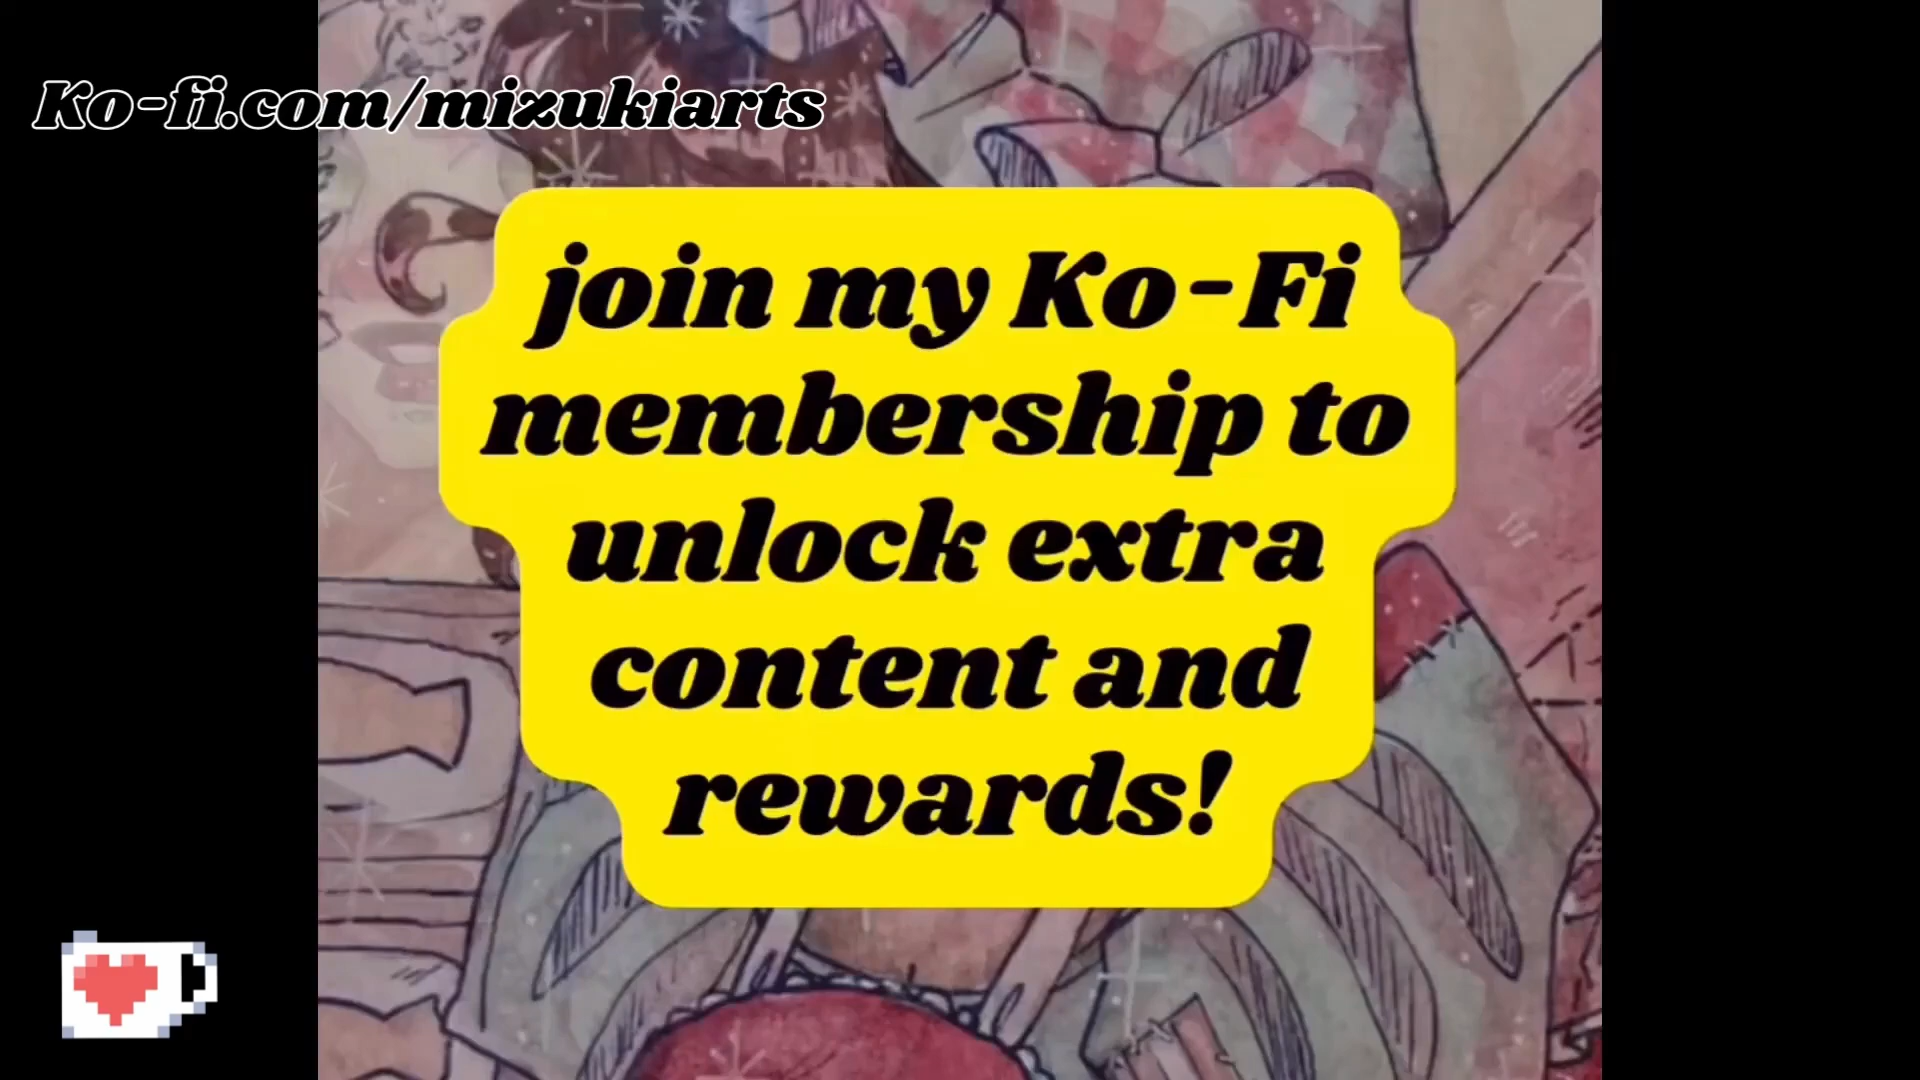 Ko-fi.com/mizukiarts
join my Ko-Fi
membership to
unlock extra
content and
rewards!